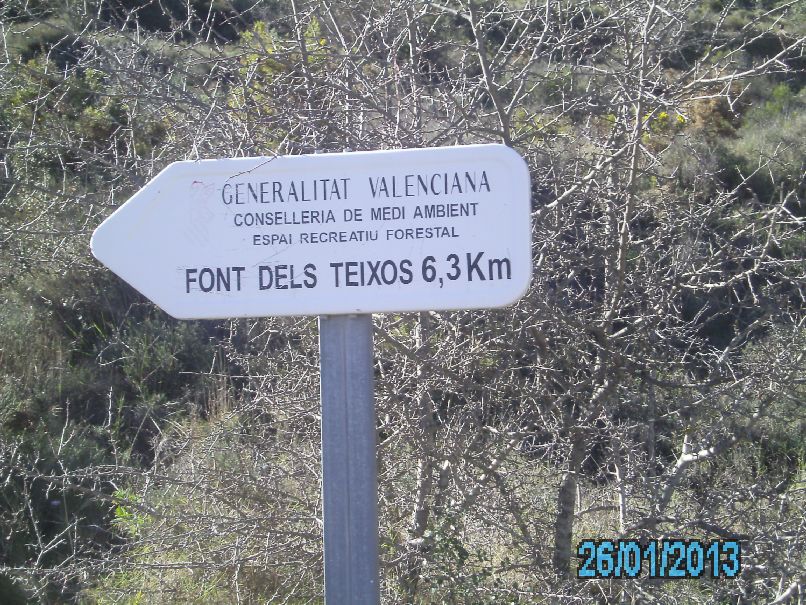 GENERALITAT VALENCIANA
CONSELLERIA DE MEDI AMBIENT
ESPAI RECREATIU FORESTAL
FONT DELS TEIXOS 6,3 Km
26/01/2013